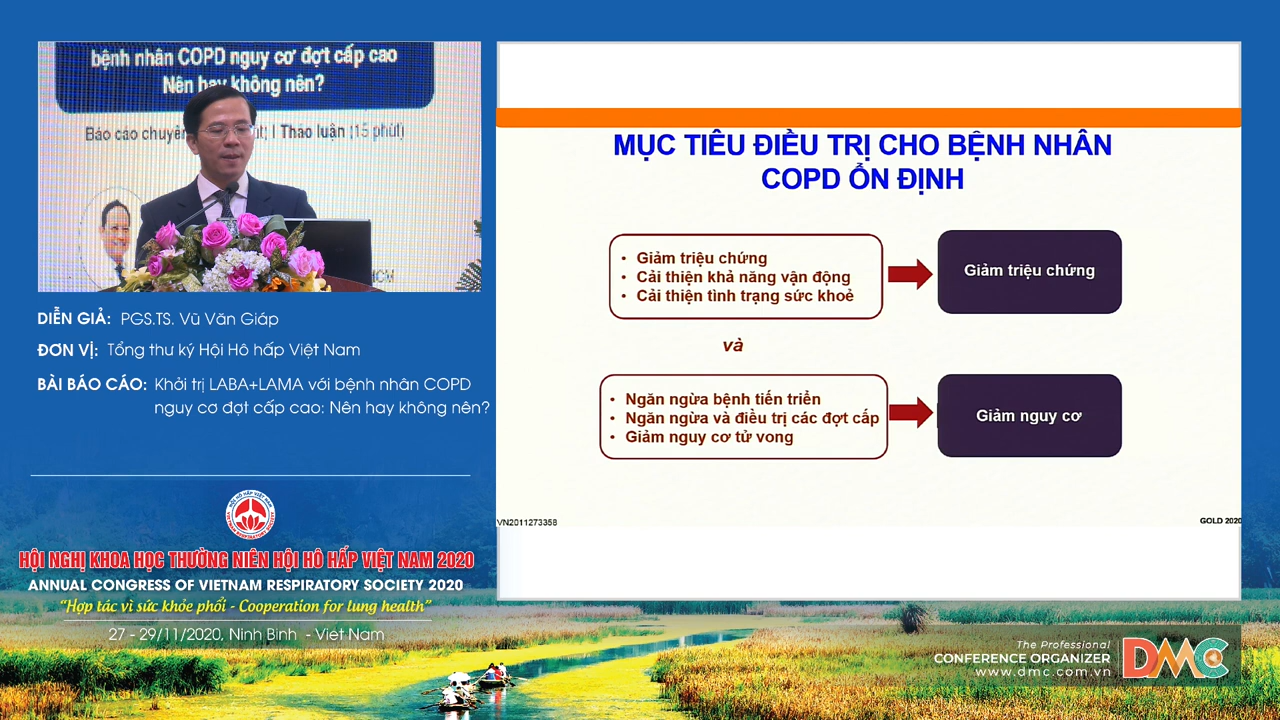 bệnh nhân COPD nguy cơ đợt cấp cao
Nên hay không nên?
Báo cáo
Thảo luận (15 phút)
DIỄN GIẢ: PGS.TS. Vũ Văn Giáp
ĐƠN VỊ: Tổng thư ký Hội Hô hấp Việt Nam
BÀI BÁO CÁO: Khởi trị LABA+LAMA với bệnh nhân COPD
nguy cơ đợt cấp cao: Nên hay không nên?
HỘI NGHỊ KHOA HỌC THƯỜNG NIÊN HỘI HÔ HẤP VIỆT NAM 2020
ANNUAL CONGRESS OF VIETNAM RESPIRATORY SOCIETY 2020
“Hợp tác vì sức khỏe phổi - Cooperation for lung health”
27 - 29/11/2020, Ninh Bình - Việt Nam
MỤC TIÊU ĐIỀU TRỊ CHO BỆNH NHÂN
COPD ỔN ĐỊNH
• Giảm triệu chứng
• Cải thiện khả năng vận động
• Cải thiện tình trạng sức khoẻ
Giảm triệu chứng
và
• Ngăn ngừa bệnh tiến triển
• Ngăn ngừa và điều trị các đợt cấp
• Giảm nguy cơ tử vong
Giảm nguy cơ
VN2011273358
GOLD 2020
The Professional
CONFERENCE ORGANIZER
www.dmc.com.vn
DMC